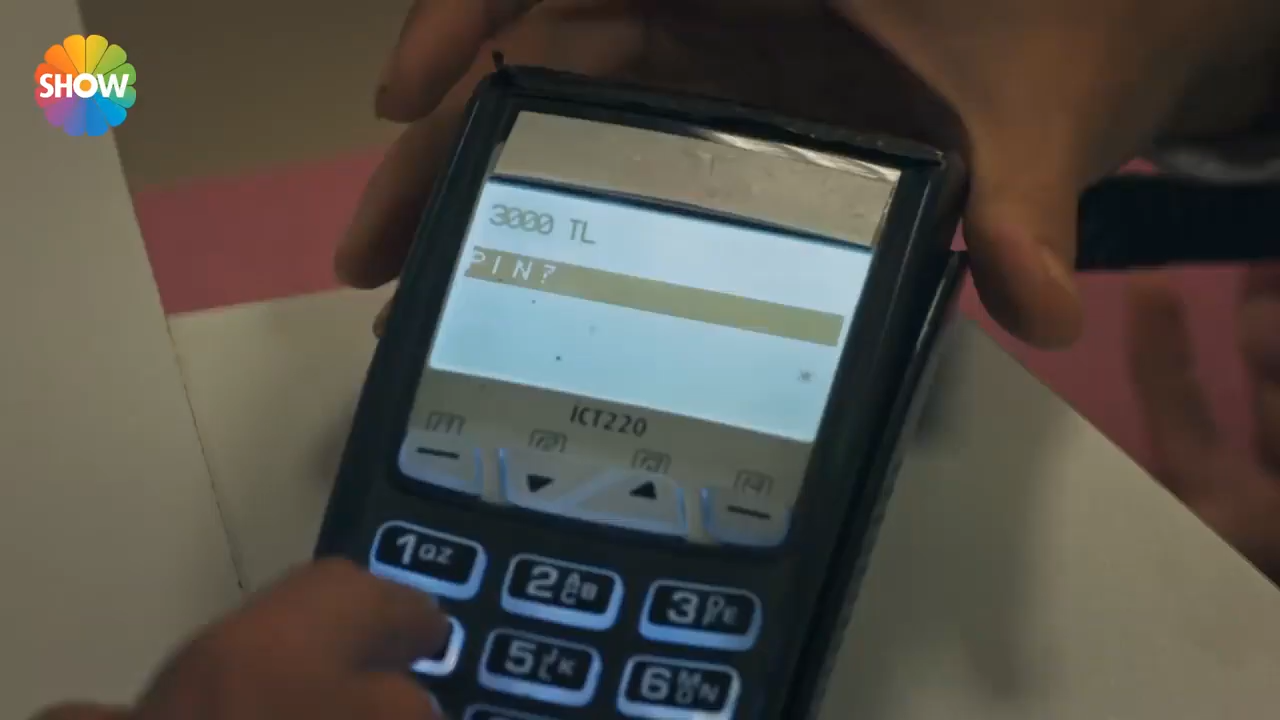 SHOW
3000 TL
PIN?
ICT220
F1 F2 F3 F4
1QZ 2ABC 3DEF
5JKL 6MNO